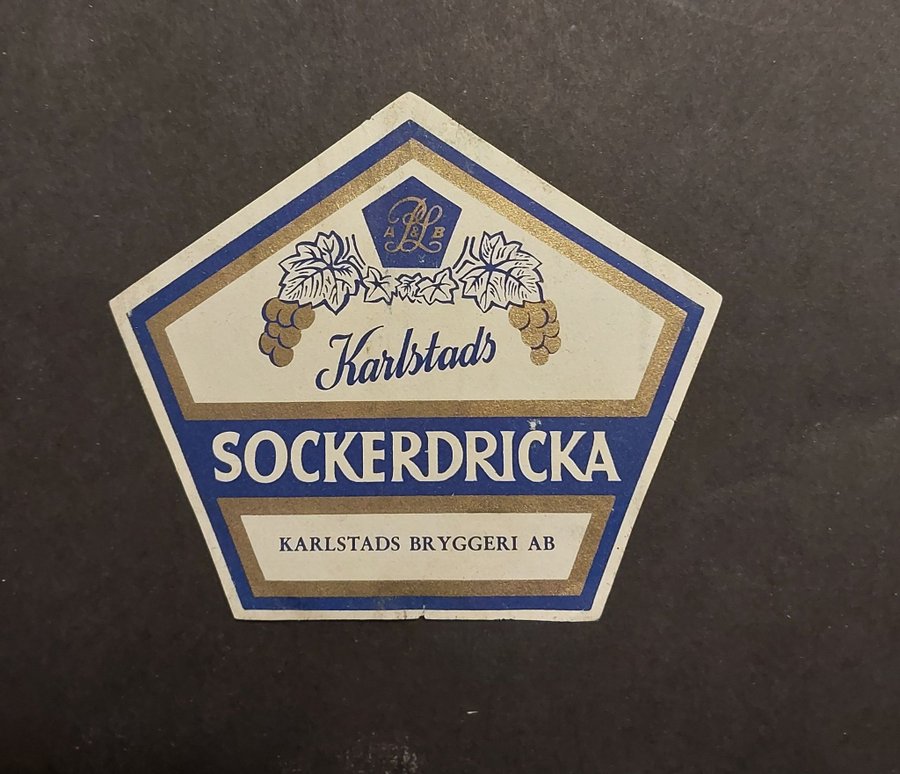 A P&L B
Karlstads
SOCKERDRICKA
KARLSTADS BRYGGERI AB